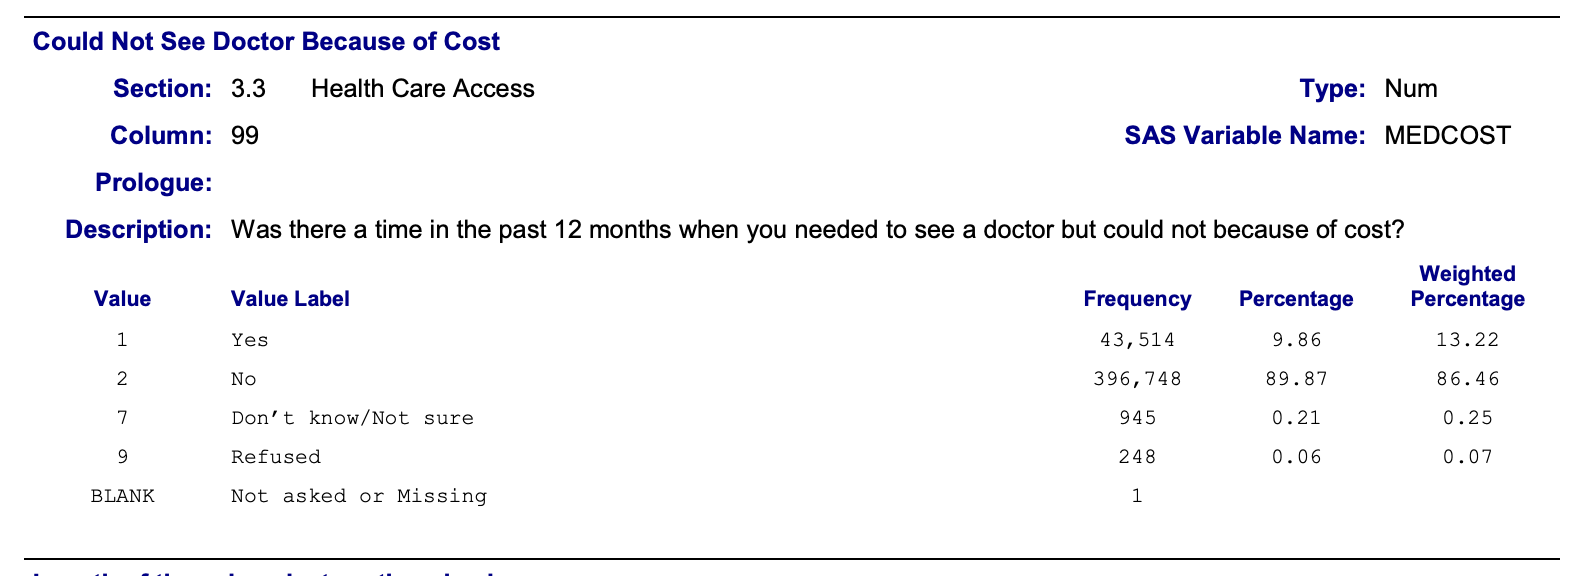 Could Not See Doctor Because of Cost
Section: 3.3 Health Care Access Type: Num
Column: 99 SAS Variable Name: MEDCOST
Prologue:
Description: Was there a time in the past 12 months when you needed to see a doctor but could not because of cost?
Value Value Label Frequency Percentage Weighted Percentage
1 Yes 43,514 9.86 13.22
2 No 396,748 89.87 86.46
7 Don’t know/Not sure 945 0.21 0.25
9 Refused 248 0.06 0.07
BLANK Not asked or Missing 1